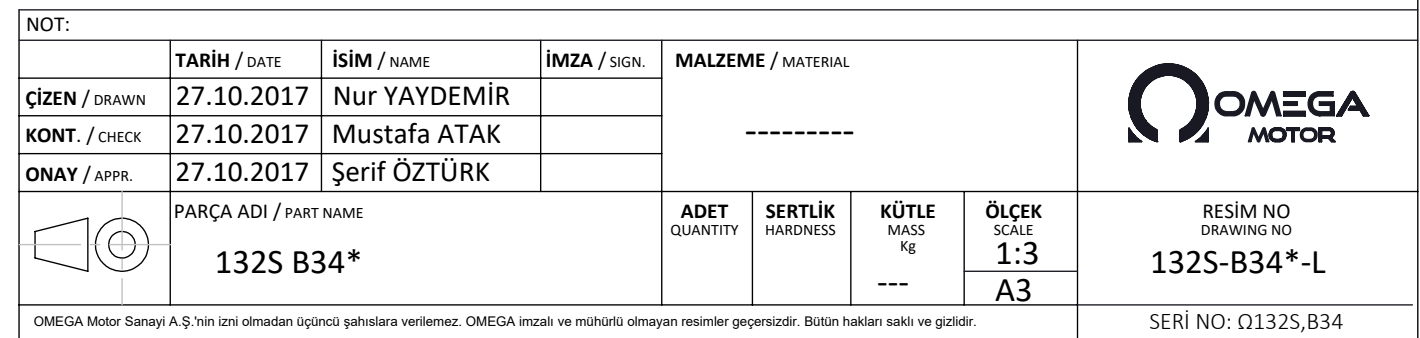 NOT:
TARİH / DATE İSİM / NAME İMZA / SIGN. MALZEME / MATERIAL
ÇİZEN / DRAWN 27.10.2017 Nur YAYDEMİR
KONT. / CHECK 27.10.2017 Mustafa ATAK
ONAY / APPR. 27.10.2017 Şerif ÖZTÜRK
---------
OMEGA
MOTOR
PARÇA ADI / PART NAME
132S B34*
ADET
QUANTITY
SERTLİK
HARDNESS
KÜTLE
MASS
Kg
---
ÖLÇEK
SCALE
1:3
A3
RESİM NO
DRAWING NO
132S-B34*-L
OMEGA Motor Sanayi A.Ş.'nin izni olmadan üçüncü şahıslara verilemez. OMEGA imzalı ve mühürlü olmayan resimler geçersizdir. Bütün hakları saklı ve gizlidir.
SERİ NO: Ω132S,B34